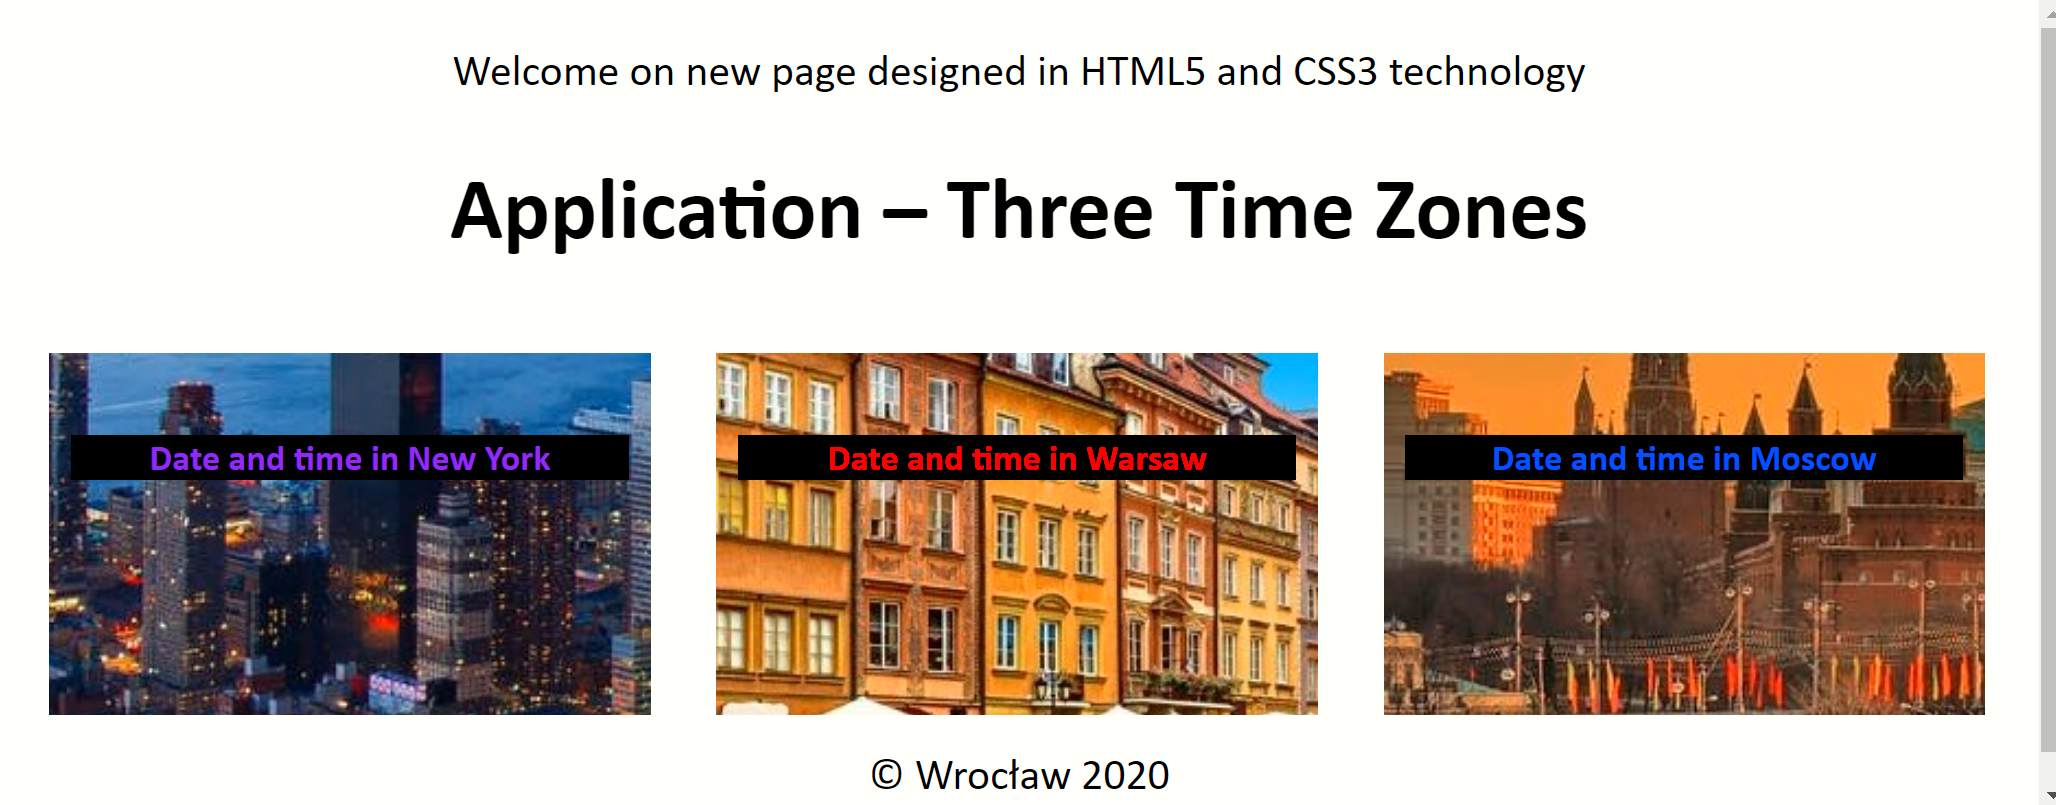 Welcome on new page designed in HTML5 and CSS3 technology
Application – Three Time Zones
Date and time in New York
Date and time in Warsaw
Date and time in Moscow
© Wrocław 2020